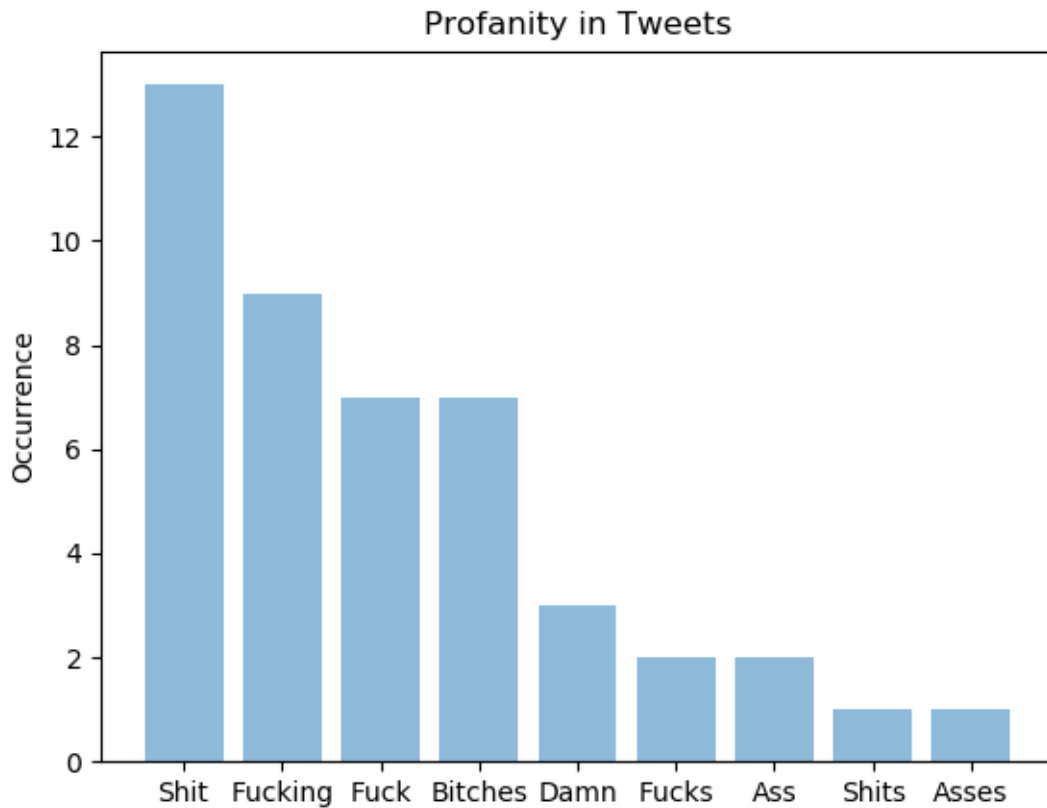 Profanity in Tweets
Occurrence
12
10
8
6
4
2
0
Shit Fucking Fuck Bitches Damn Fucks Ass Shits Asses